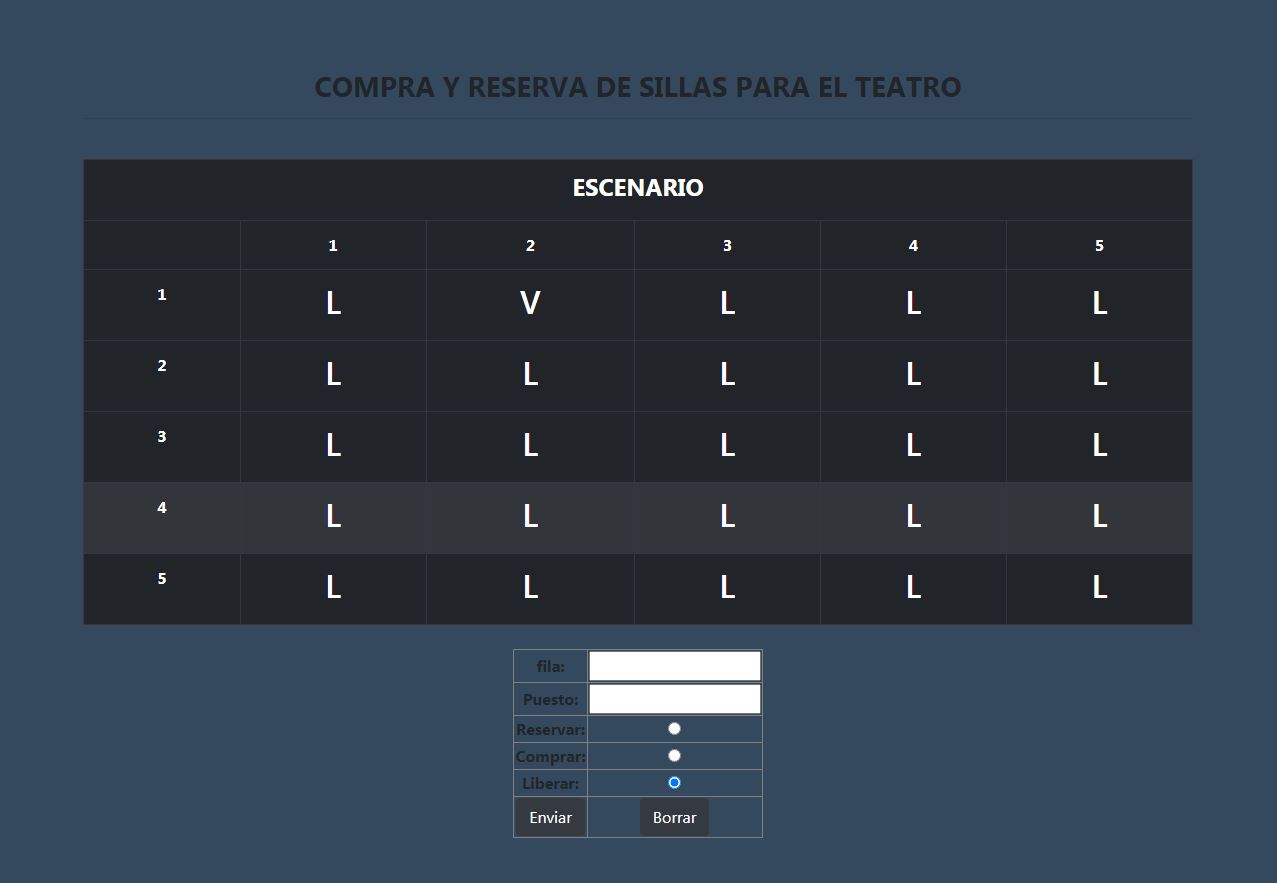 COMPRA Y RESERVA DE SILLAS PARA EL TEATRO
ESCENARIO
1 2 3 4 5
1 L V L L L
2 L L L L L
3 L L L L L
4 L L L L L
5 L L L L L
fila:
Puesto:
Reservar:
Comprar:
Liberar:
Enviar Borrar